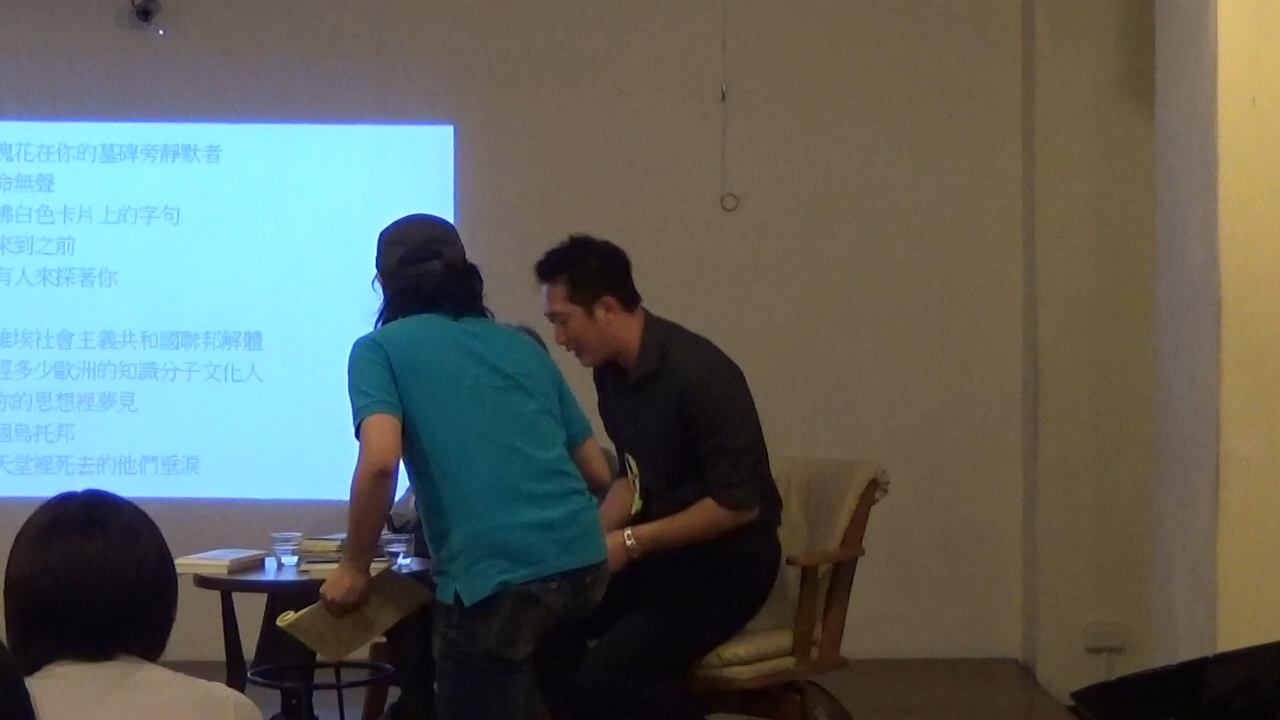 瑰花在你的墓碑旁靜默者
命無聲
彿白色卡片上的字句
來到之前
有人來探著你
維埃社會主義共和國聯邦解體
經多少歐洲的知識分子文化人
你的思想裡夢見
個烏托邦
天堂裡死去的他們垂淚